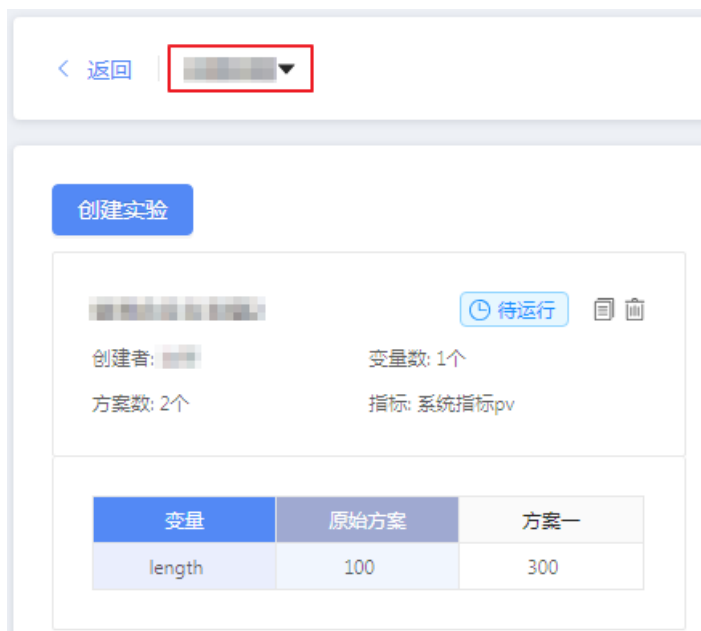 返回
创建实验
待运行
创建者: 变量数: 1个
方案数: 2个 指标: 系统指标pv
变量 原始方案 方案一
length 100 300